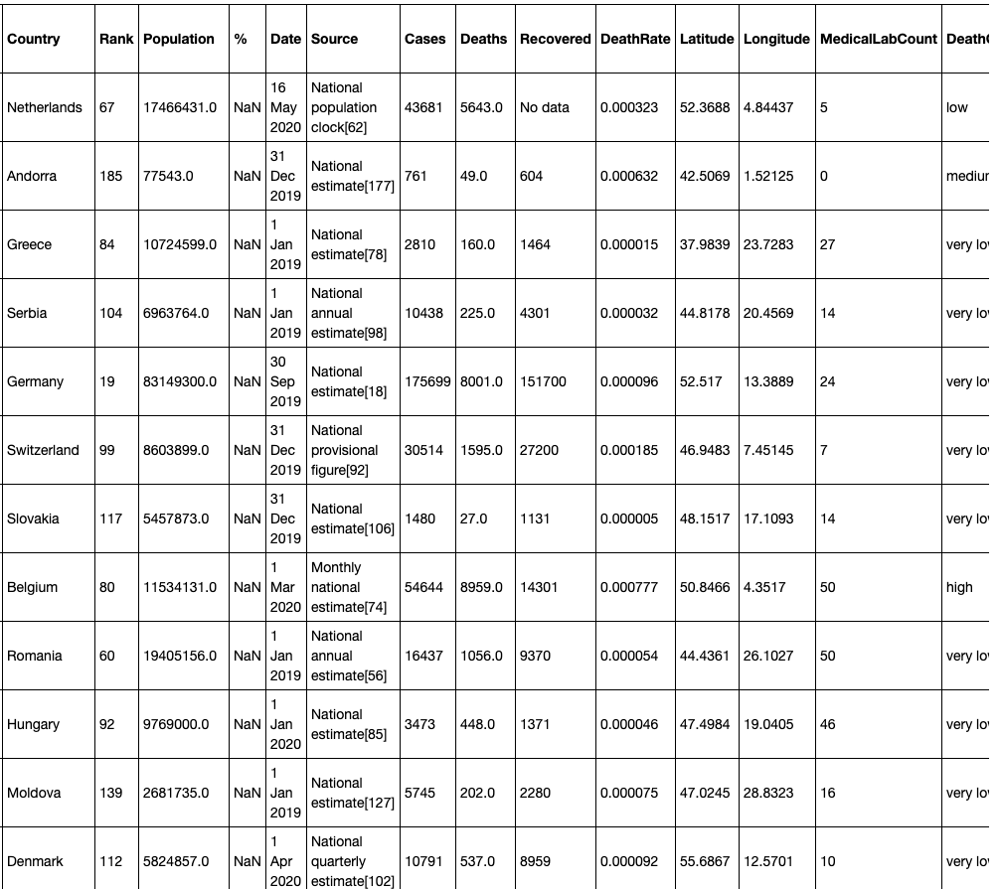 Country Rank Population % Date Source Cases Deaths Recovered DeathRate Latitude Longitude MedicalLabCount Death
Netherlands 67 17466431.0 NaN 16 May 2020 National population clock[62] 43681 5643.0 No data 0.000323 52.3688 4.84437 5 low
Andorra 185 77543.0 NaN 31 Dec 2019 National estimate[177] 761 49.0 604 0.000632 42.5069 1.52125 0 mediu
Greece 84 10724599.0 NaN 1 Jan 2019 National estimate[78] 2810 160.0 1464 0.000015 37.9839 23.7283 27 very lo
Serbia 104 6963764.0 NaN 1 Jan 2019 National annual estimate[98] 10438 225.0 4301 0.000032 44.8178 20.4569 14 very lo
Germany 19 83149300.0 NaN 30 Sep 2019 National estimate[18] 175699 8001.0 151700 0.000096 52.517 13.3889 24 very lo
Switzerland 99 8603899.0 NaN 31 Dec 2019 National provisional figure[92] 30514 1595.0 27200 0.000185 46.9483 7.45145 7 very lo
Slovakia 117 5457873.0 NaN 31 Dec 2019 National estimate[106] 1480 27.0 1131 0.000005 48.1517 17.1093 14 very lo
Belgium 80 11534131.0 NaN 1 Mar 2020 Monthly national estimate[74] 54644 8959.0 14301 0.000777 50.8466 4.3517 50 high
Romania 60 19405156.0 NaN 1 Jan 2019 National annual estimate[56] 16437 1056.0 9370 0.000054 44.4361 26.1027 50 very lo
Hungary 92 9769000.0 NaN 1 Jan 2020 National estimate[85] 3473 448.0 1371 0.000046 47.4984 19.0405 46 very lo
Moldova 139 2681735.0 NaN 1 Jan 2019 National estimate[127] 5745 202.0 2280 0.000075 47.0245 28.8323 16 very lo
Denmark 112 5824857.0 NaN 1 Apr 2020 National quarterly estimate[102] 10791 537.0 8959 0.000092 55.6867 12.5701 10 very lo